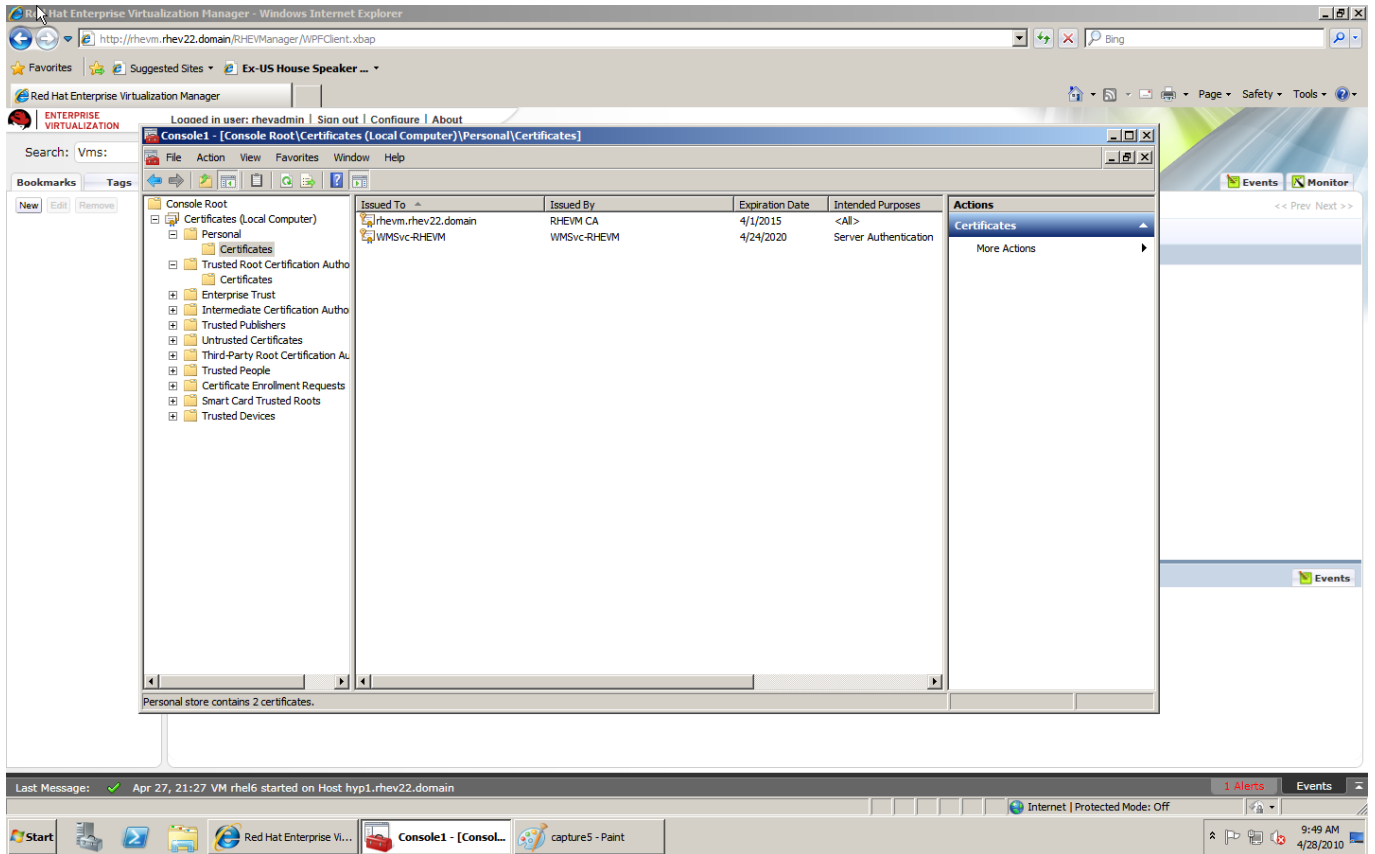 Red Hat Enterprise Virtualization Manager - Windows Internet Explorer
http://rhevm.rhev22.domain/RHEVManager/WPFClient.xbap
Bing
Favorites
Suggested Sites
Ex-US House Speaker ...
Red Hat Enterprise Virtualization Manager
Page
Safety
Tools
ENTERPRISE
VIRTUALIZATION
Logged in user: rhevadmin | Sign out | Configure | About
Search: Vms:
Bookmarks
Tags
Events
Monitor
New
Edit
Remove
<< Prev Next >>
Console1 - [Console Root\Certificates (Local Computer)\Personal\Certificates]
File Action View Favorites Window Help
Console Root
Certificates (Local Computer)
Personal
Certificates
Trusted Root Certification Autho
Certificates
Enterprise Trust
Intermediate Certification Autho
Trusted Publishers
Untrusted Certificates
Third-Party Root Certification Au
Trusted People
Certificate Enrollment Requests
Smart Card Trusted Roots
Trusted Devices
Issued To Issued By Expiration Date Intended Purposes
rhevm.rhev22.domain RHEVM CA 4/1/2015 <All>
WMSvc-RHEVM WMSvc-RHEVM 4/24/2020 Server Authentication
Actions
Certificates
More Actions
Personal store contains 2 certificates.
Events
Last Message: Apr 27, 21:27 VM rhel6 started on Host hyp1.rhev22.domain
1 Alerts
Events
Internet | Protected Mode: Off
Start
Red Hat Enterprise Vi...
Console1 - [Consol...
capture5 - Paint
9:49 AM
4/28/2010